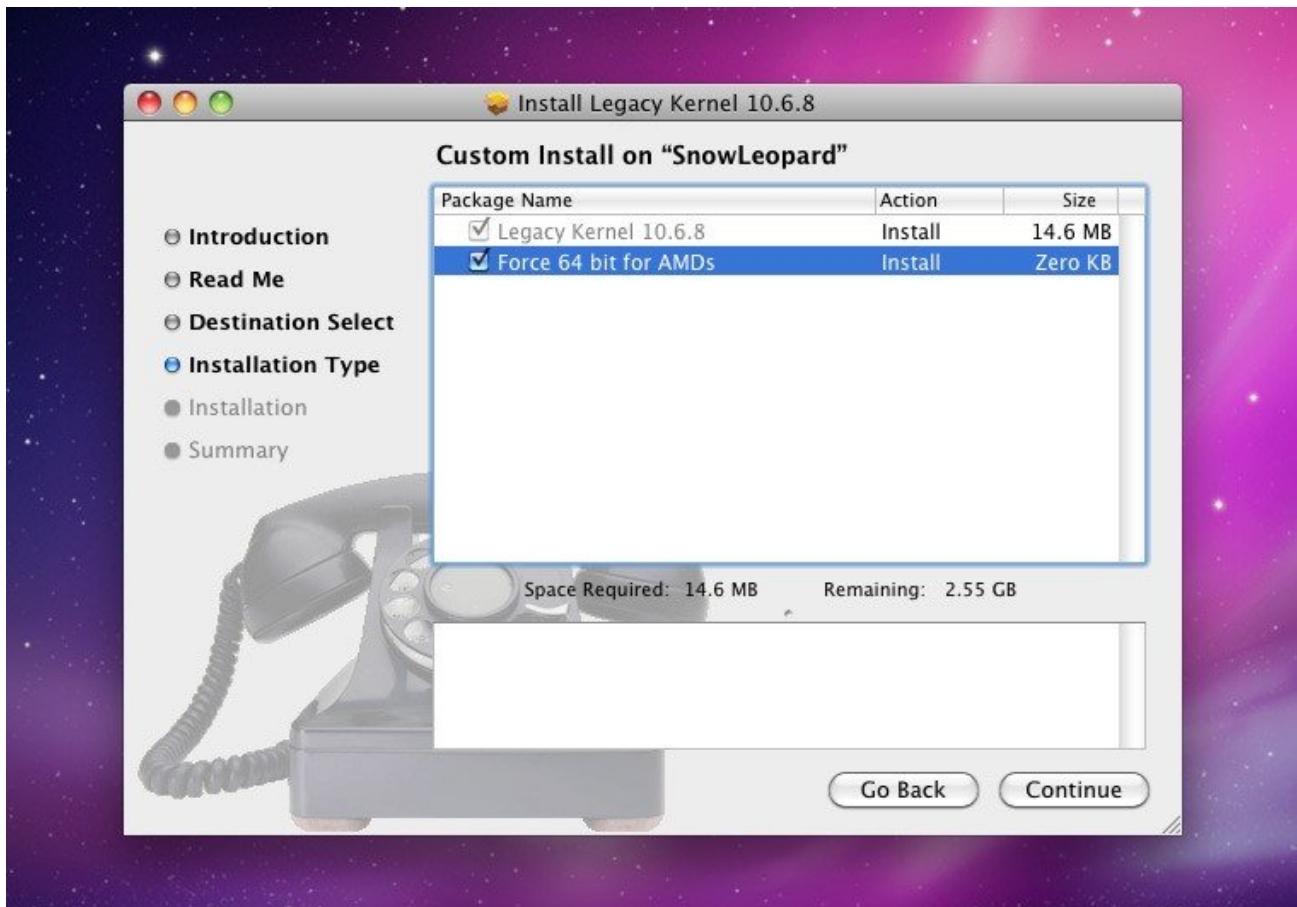 Install Legacy Kernel 10.6.8
Custom Install on “SnowLeopard”
Package Name Action Size
Legacy Kernel 10.6.8 Install 14.6 MB
Force 64 bit for AMDs Install Zero KB
Introduction
Read Me
Destination Select
Installation Type
Installation
Summary
Space Required: 14.6 MB Remaining: 2.55 GB
Go Back Continue